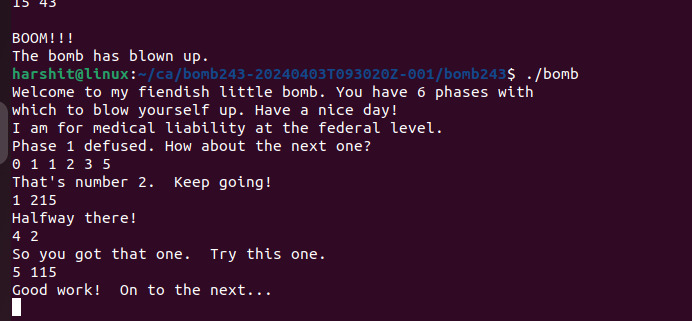 15 43
BOOM!!!
The bomb has blown up.
harshit@linux:~/ca/bomb243-20240403T093020Z-001/bomb243$ ./bomb
Welcome to my fiendish little bomb. You have 6 phases with
which to blow yourself up. Have a nice day!
I am for medical liability at the federal level.
Phase 1 defused. How about the next one?
0 1 1 2 3 5
That's number 2.  Keep going!
1 215
Halfway there!
4 2
So you got that one.  Try this one.
5 115
Good work!  On to the next...